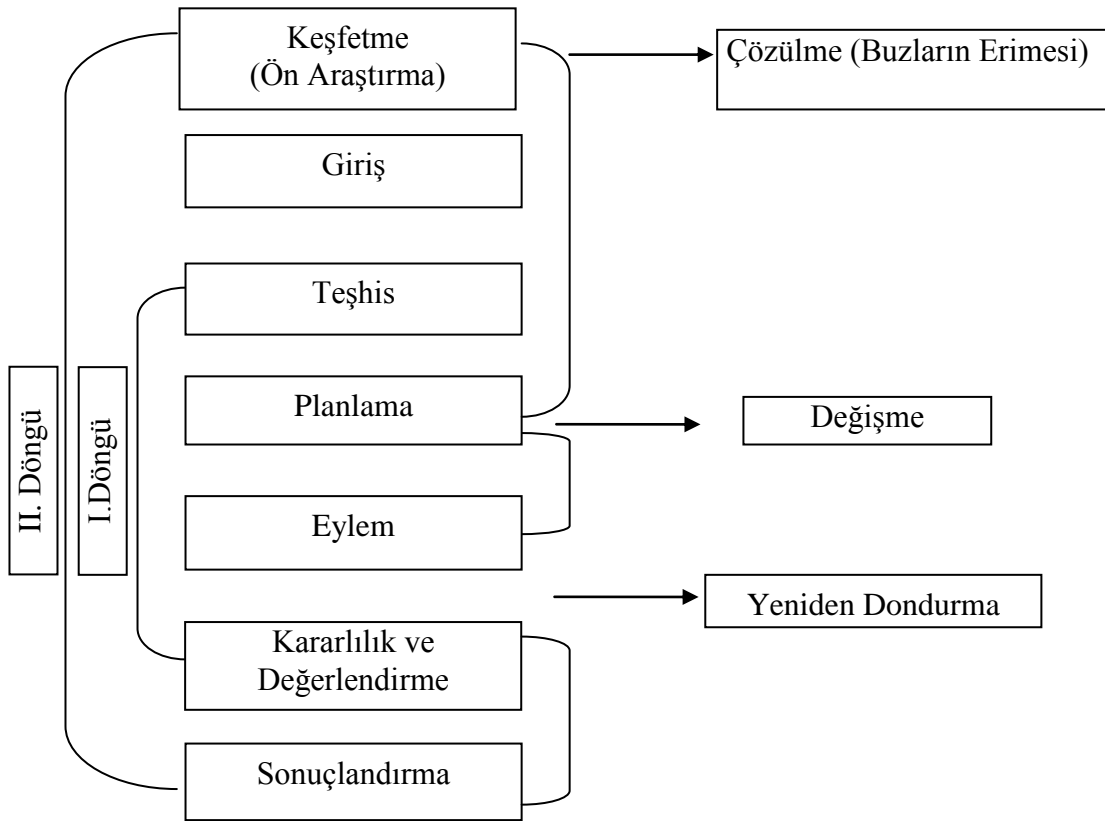 Keşfetme
(Ön Araştırma)
Çözülme (Buzların Erimesi)
Giriş
Teşhis
II. Döngü
I.Döngü
Planlama
Değişme
Eylem
Yeniden Dondurma
Kararlılık ve
Değerlendirme
Sonuçlandırma